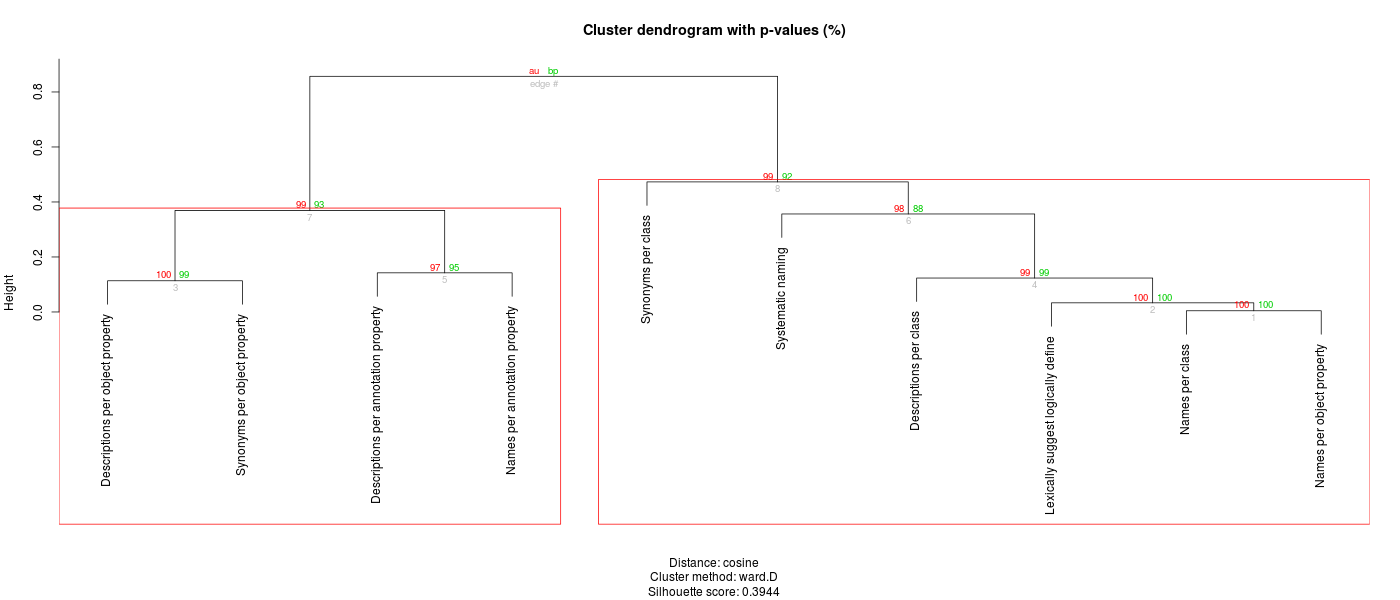 Cluster dendrogram with p-values (%)
au bp
edge #
0.8
0.6
0.4
0.2
0.0
Height
99 92
8
99 93
7
98 88
6
100 99
3
97 95
5
99 99
4
100 100
2
100 100
1
Descriptions per object property
Synonyms per object property
Descriptions per annotation property
Names per annotation property
Synonyms per class
Systematic naming
Descriptions per class
Lexically suggest logically define
Names per class
Names per object property
Distance: cosine
Cluster method: ward.D
Silhouette score: 0.3944